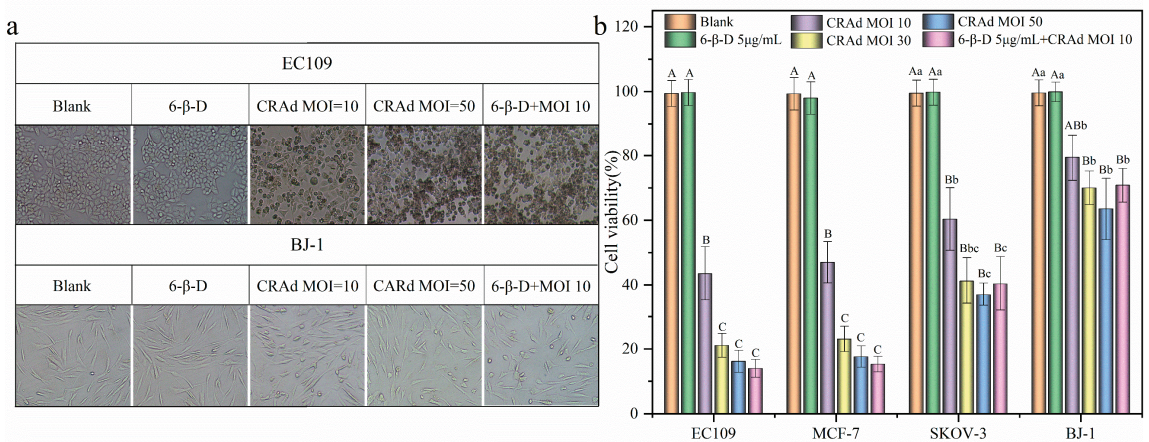 a
EC109
Blank 6-β-D CRAd MOI=10 CRAd MOI=50 6-β-D+MOI 10
BJ-1
Blank 6-β-D CRAd MOI=10 CARd MOI=50 6-β-D+MOI 10
b
Blank CRAd MOI 10 CRAd MOI 50
6-β-D 5μg/mL CRAd MOI 30 6-β-D 5μg/mL+CRAd MOI 10
Cell viability(%)
120
100
80
60
40
20
0
A A B C C C
A A B C C C
Aa Aa Bb Bbc Bc Bc
Aa Aa ABb Bb Bb Bb
EC109 MCF-7 SKOV-3 BJ-1